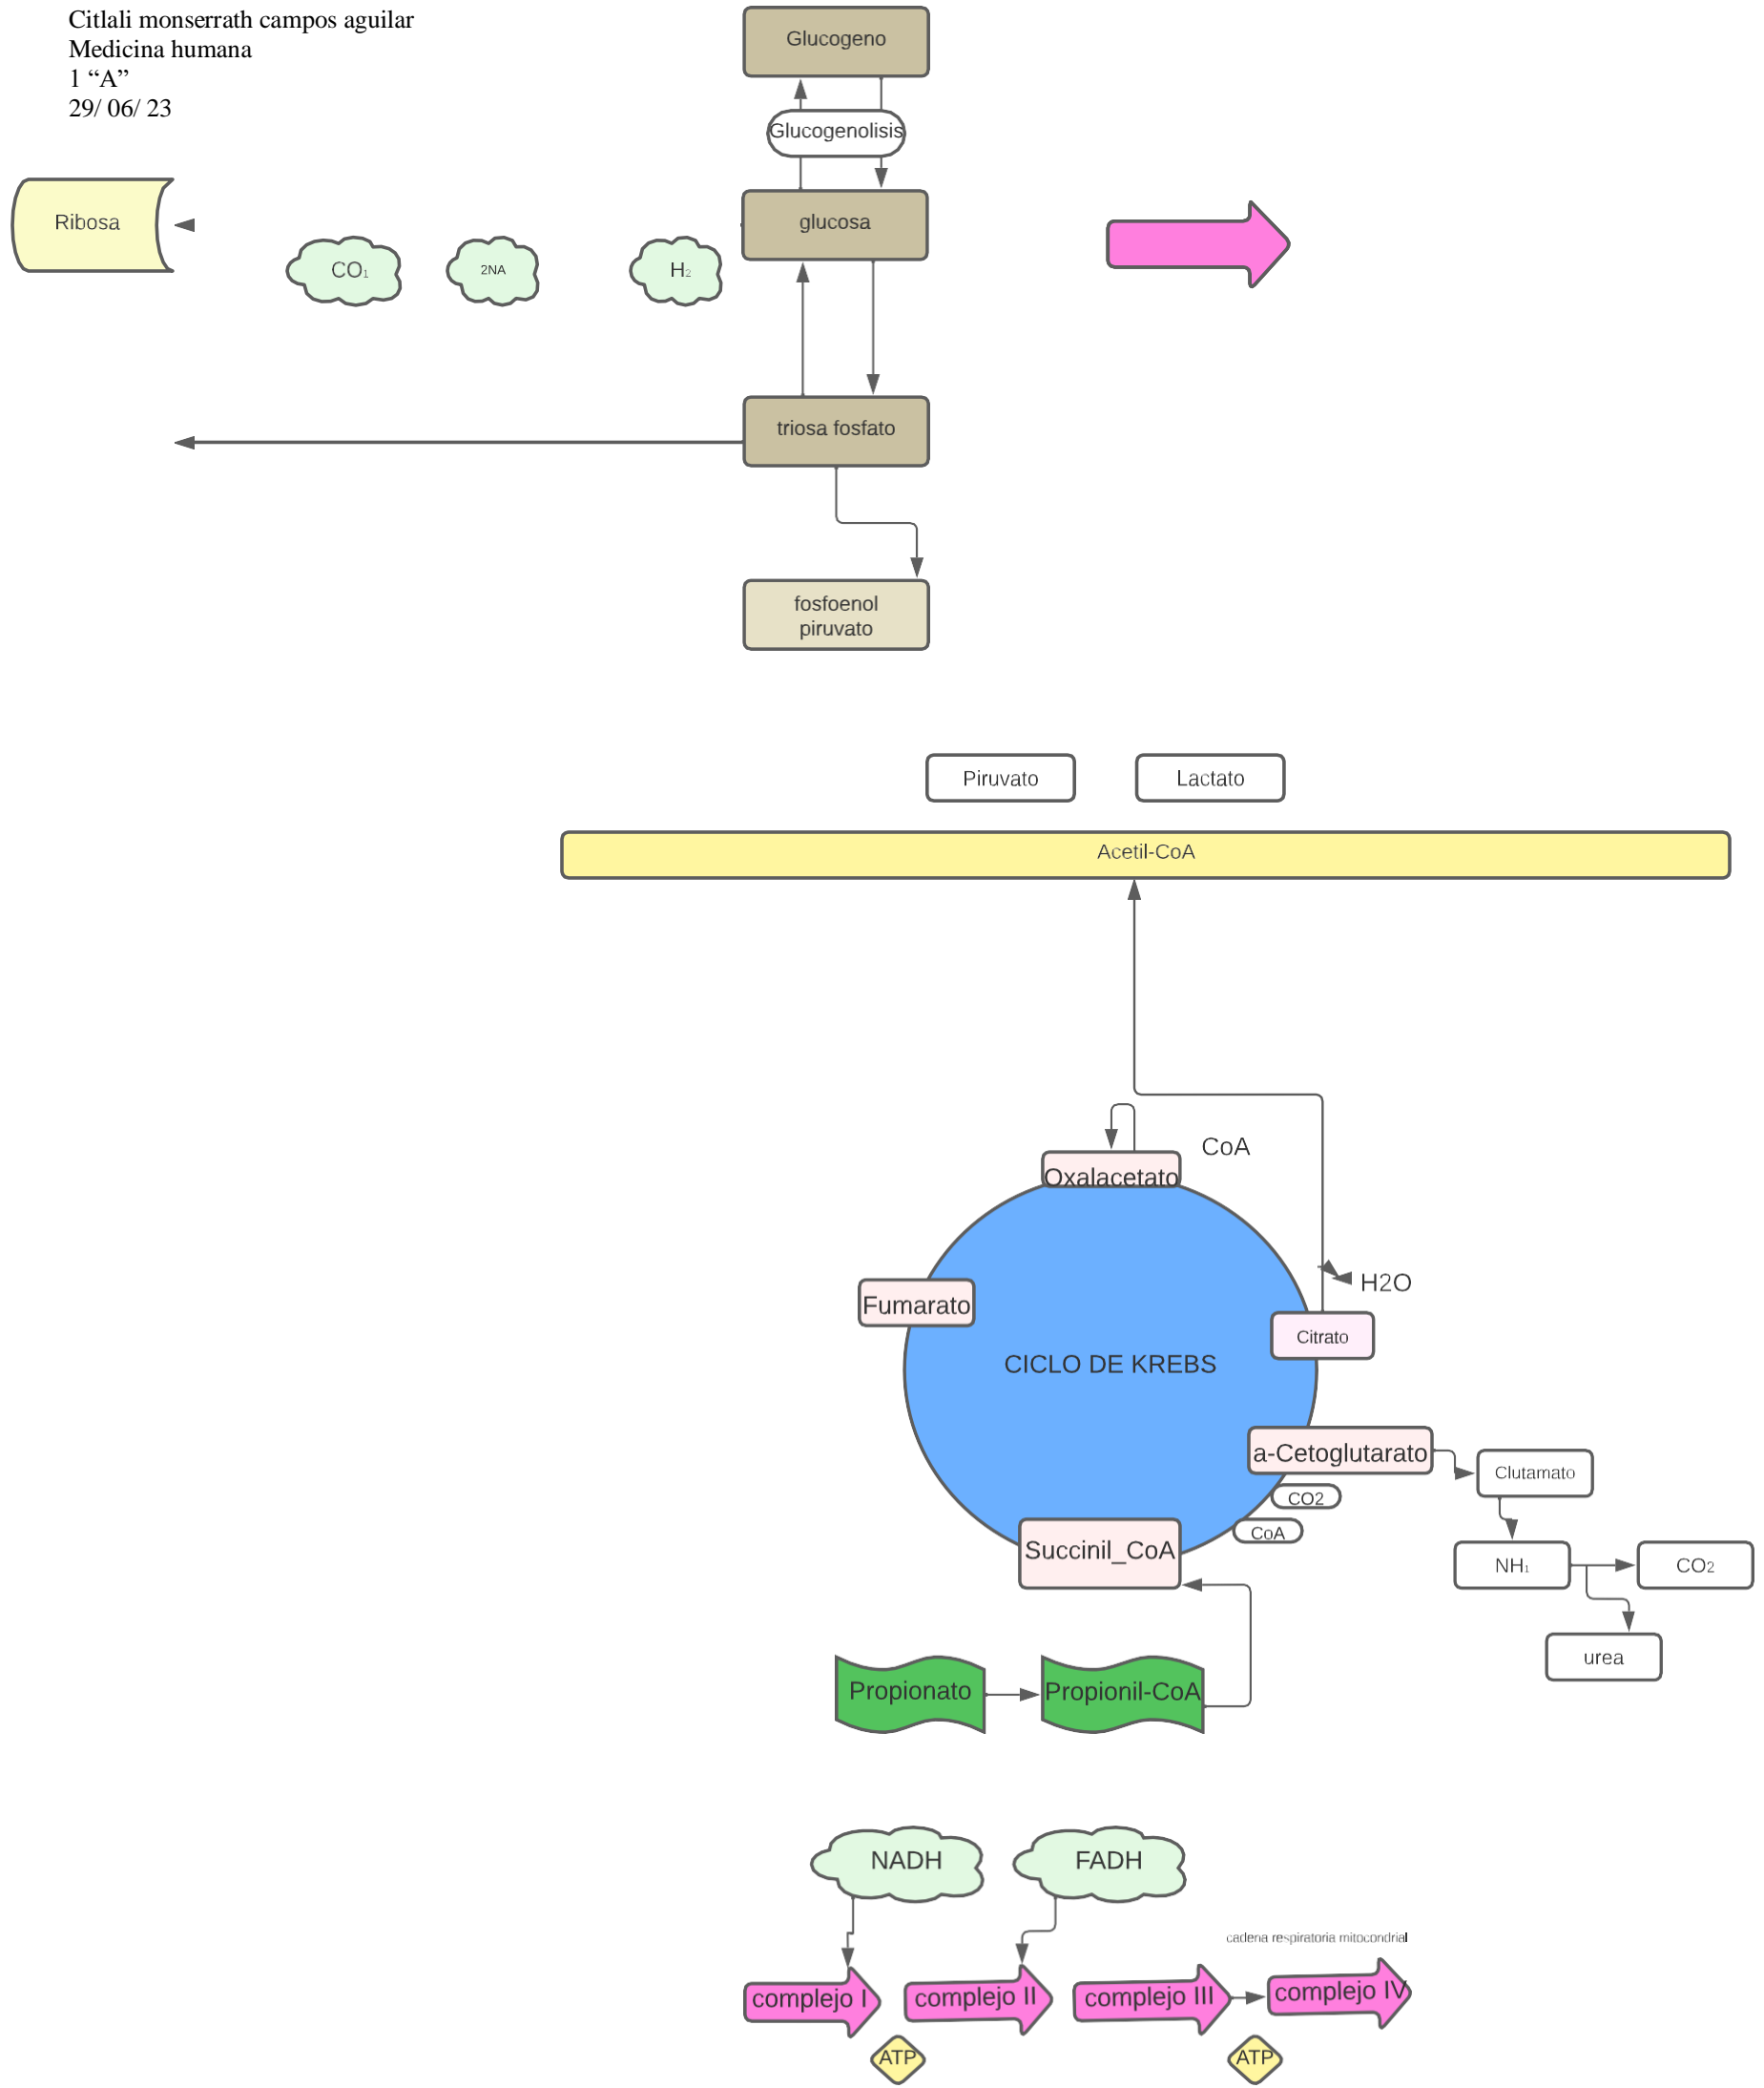 Citlali monserrath campos aguilar
Medicina humana
1 “A”
29/ 06/ 23
Glucogeno
Glucogenolisis
Ribosa
glucosa
CO₁
2NA
H₂
triosa fosfato
fosfoenol
piruvato
Piruvato
Lactato
Acetil-CoA
CoA
Oxalacetato
H2O
Fumarato
Citrato
CICLO DE KREBS
a-Cetoglutarato
Clutamato
CO2
CoA
Succinil_CoA
NH₁
CO₂
urea
Propionato
Propionil-CoA
NADH
FADH
cadena respiratoria mitocondrial
complejo I
complejo II
complejo III
complejo IV
ATP
ATP